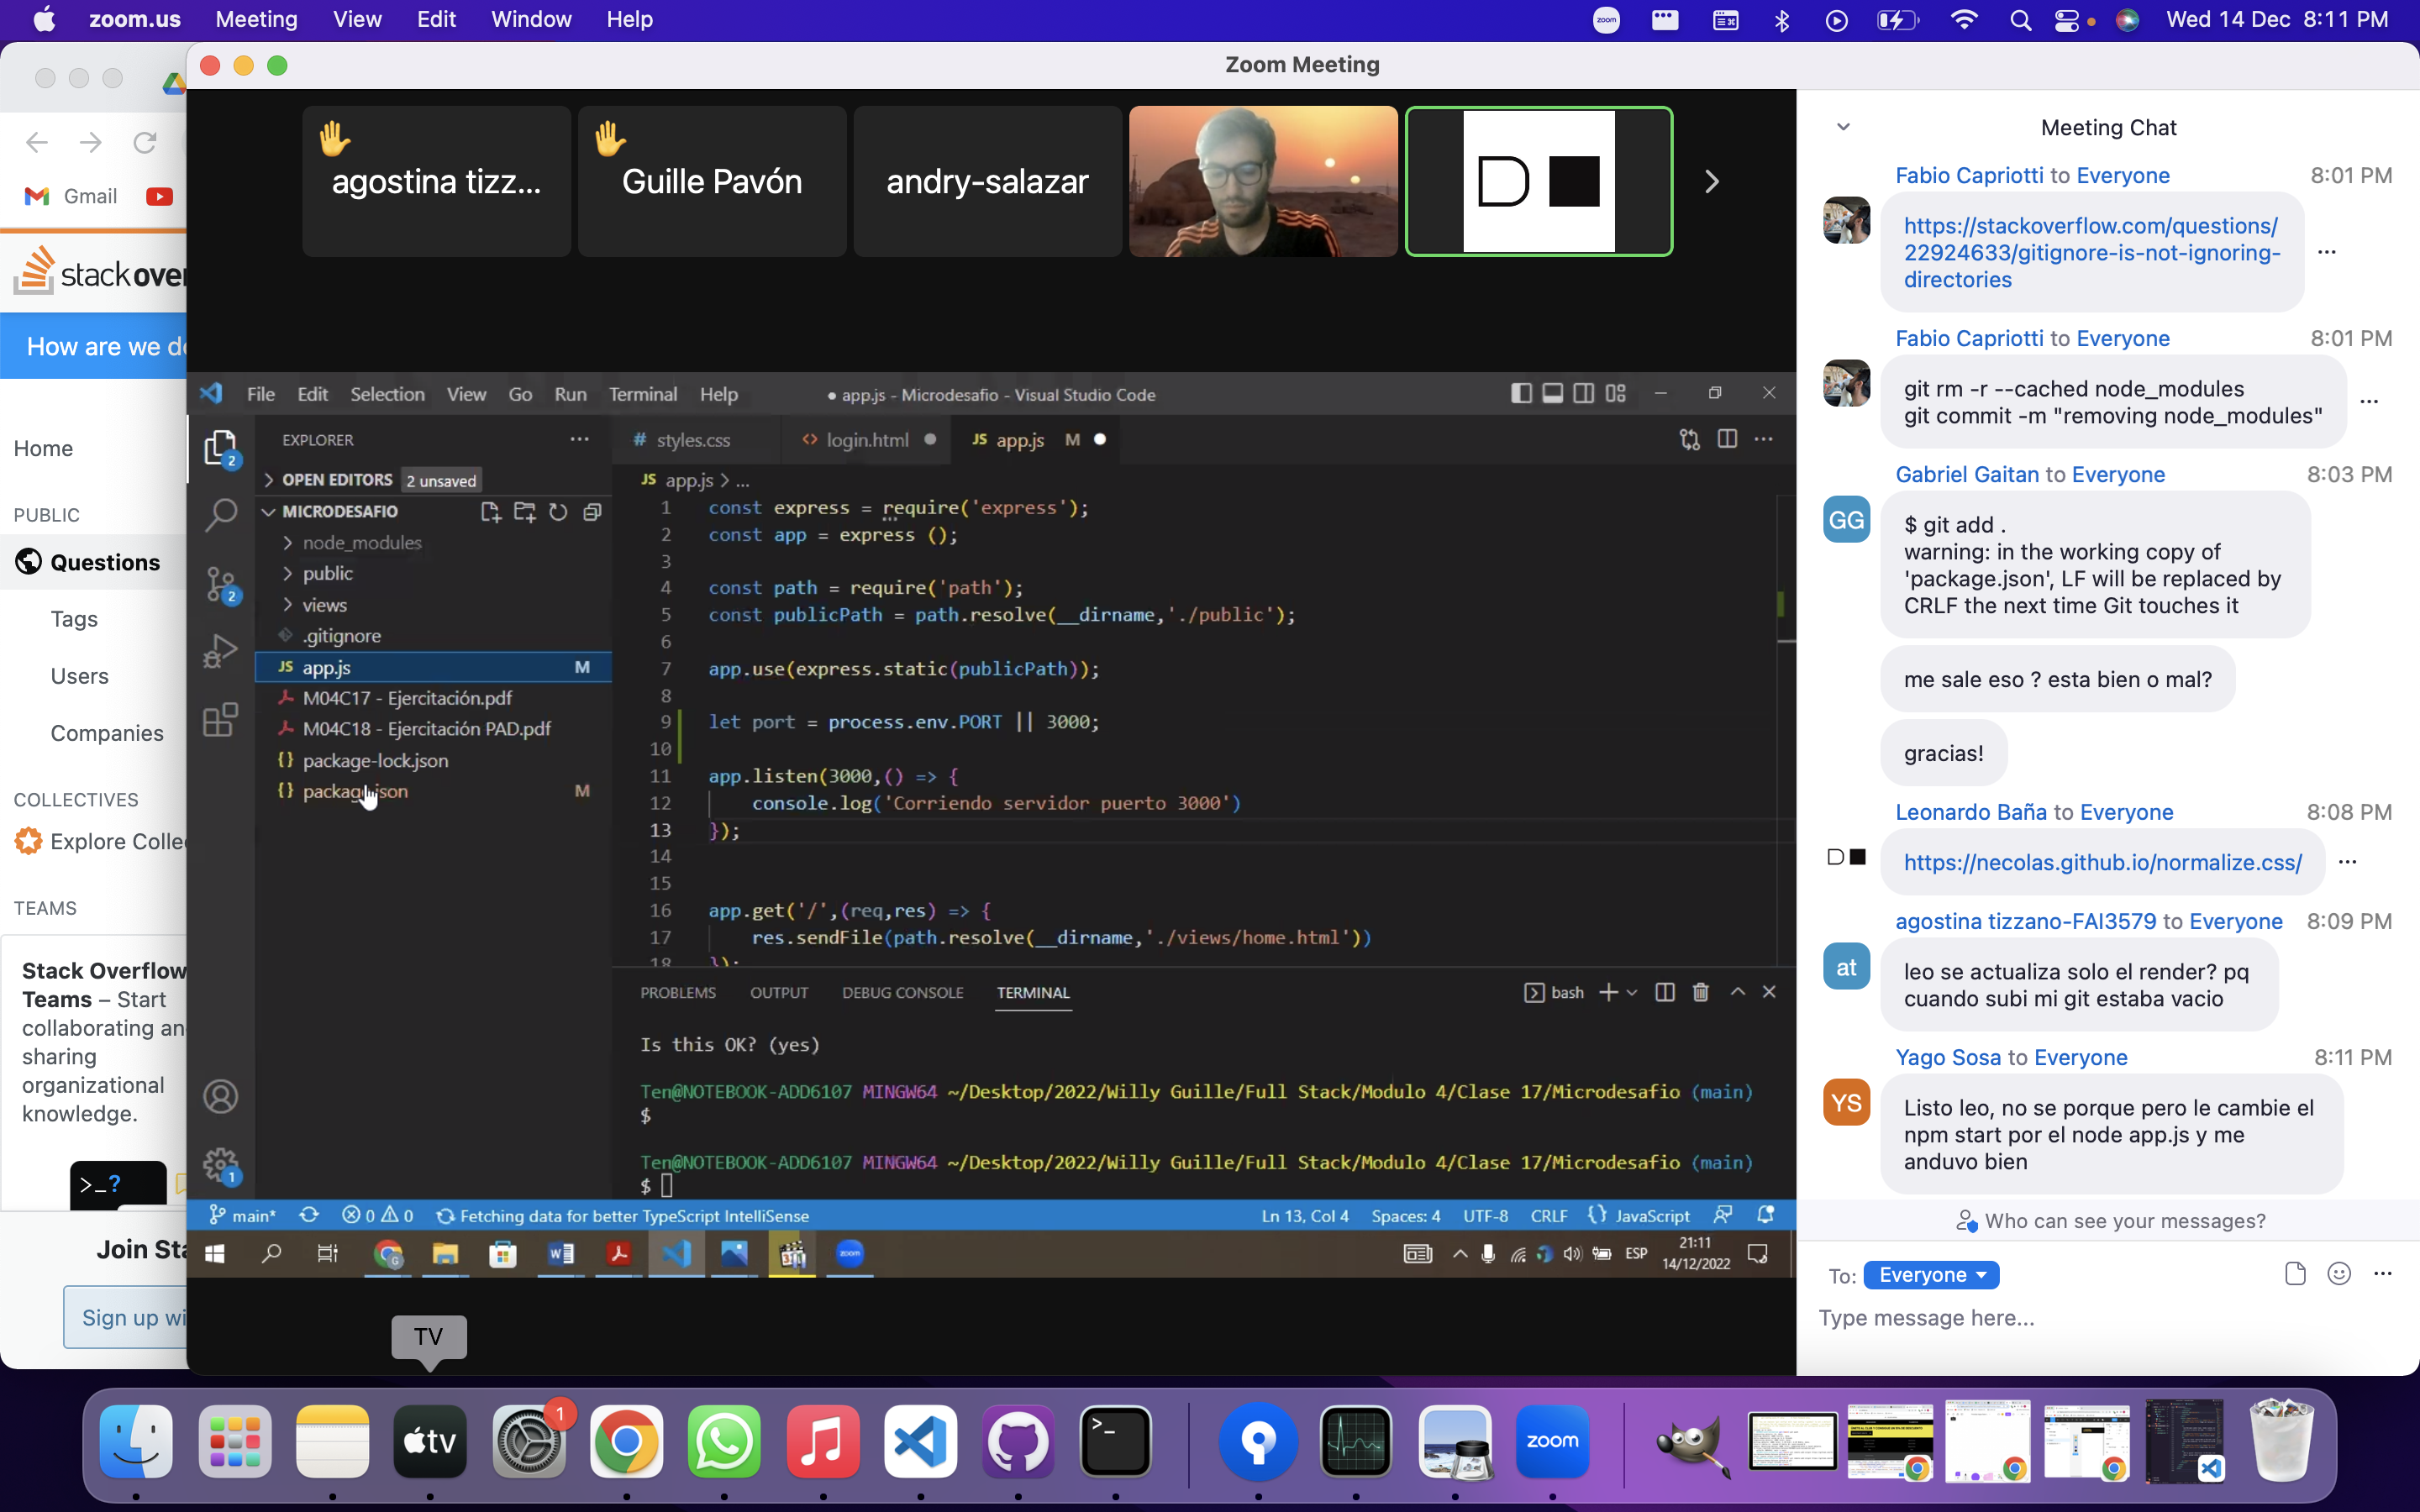 zoom.us Meeting View Edit Window Help
zoom
Wed 14 Dec 8:11 PM
Zoom Meeting
Gmail
stackover
How are we do
Home
PUBLIC
Questions
Tags
Users
Companies
COLLECTIVES
Explore Colle
TEAMS
Stack Overflow
Teams – Start
collaborating an
sharing
organizational
knowledge.
>_?
Join Sta
Sign up wi
agostina tizz...
Guille Pavón
andry-salazar
File Edit Selection View Go Run Terminal Help
● app.js - Microdesafio - Visual Studio Code
EXPLORER
OPEN EDITORS 2 unsaved
MICRODESAFIO
node_modules
public
views
.gitignore
JS app.js M
M04C17 - Ejercitación.pdf
M04C18 - Ejercitación PAD.pdf
{} package-lock.json
{} package.json M
2
2
1
# styles.css
<> login.html
JS app.js M
JS app.js > ...
1 const express = require('express');
2 const app = express ();
3
4 const path = require('path');
5 const publicPath = path.resolve(__dirname,'./public');
6
7 app.use(express.static(publicPath));
8
9 let port = process.env.PORT || 3000;
10
11 app.listen(3000,() => {
12 console.log('Corriendo servidor puerto 3000')
13 });
14
15
16 app.get('/',(req,res) => {
17 res.sendFile(path.resolve(__dirname,'./views/home.html'))
18 });
PROBLEMS OUTPUT DEBUG CONSOLE TERMINAL
bash
Is this OK? (yes)
Ten@NOTEBOOK-ADD6107 MINGW64 ~/Desktop/2022/Willy Guille/Full Stack/Modulo 4/Clase 17/Microdesafio (main)
$
Ten@NOTEBOOK-ADD6107 MINGW64 ~/Desktop/2022/Willy Guille/Full Stack/Modulo 4/Clase 17/Microdesafio (main)
$
main* 0 0 Fetching data for better TypeScript IntelliSense
Ln 13, Col 4 Spaces: 4 UTF-8 CRLF {} JavaScript
ESP
21:11
14/12/2022
Meeting Chat
Fabio Capriotti to Everyone 8:01 PM
https://stackoverflow.com/questions/
22924633/gitignore-is-not-ignoring-
directories
Fabio Capriotti to Everyone 8:01 PM
git rm -r --cached node_modules
git commit -m "removing node_modules"
Gabriel Gaitan to Everyone 8:03 PM
GG
$ git add .
warning: in the working copy of
'package.json', LF will be replaced by
CRLF the next time Git touches it
me sale eso ? esta bien o mal?
gracias!
Leonardo Baña to Everyone 8:08 PM
https://necolas.github.io/normalize.css/
agostina tizzano-FAI3579 to Everyone 8:09 PM
at
leo se actualiza solo el render? pq
cuando subi mi git estaba vacio
Yago Sosa to Everyone 8:11 PM
YS
Listo leo, no se porque pero le cambie el
npm start por el node app.js y me
anduvo bien
Who can see your messages?
To: Everyone
Type message here...
TV
tv
1
>_
zoom